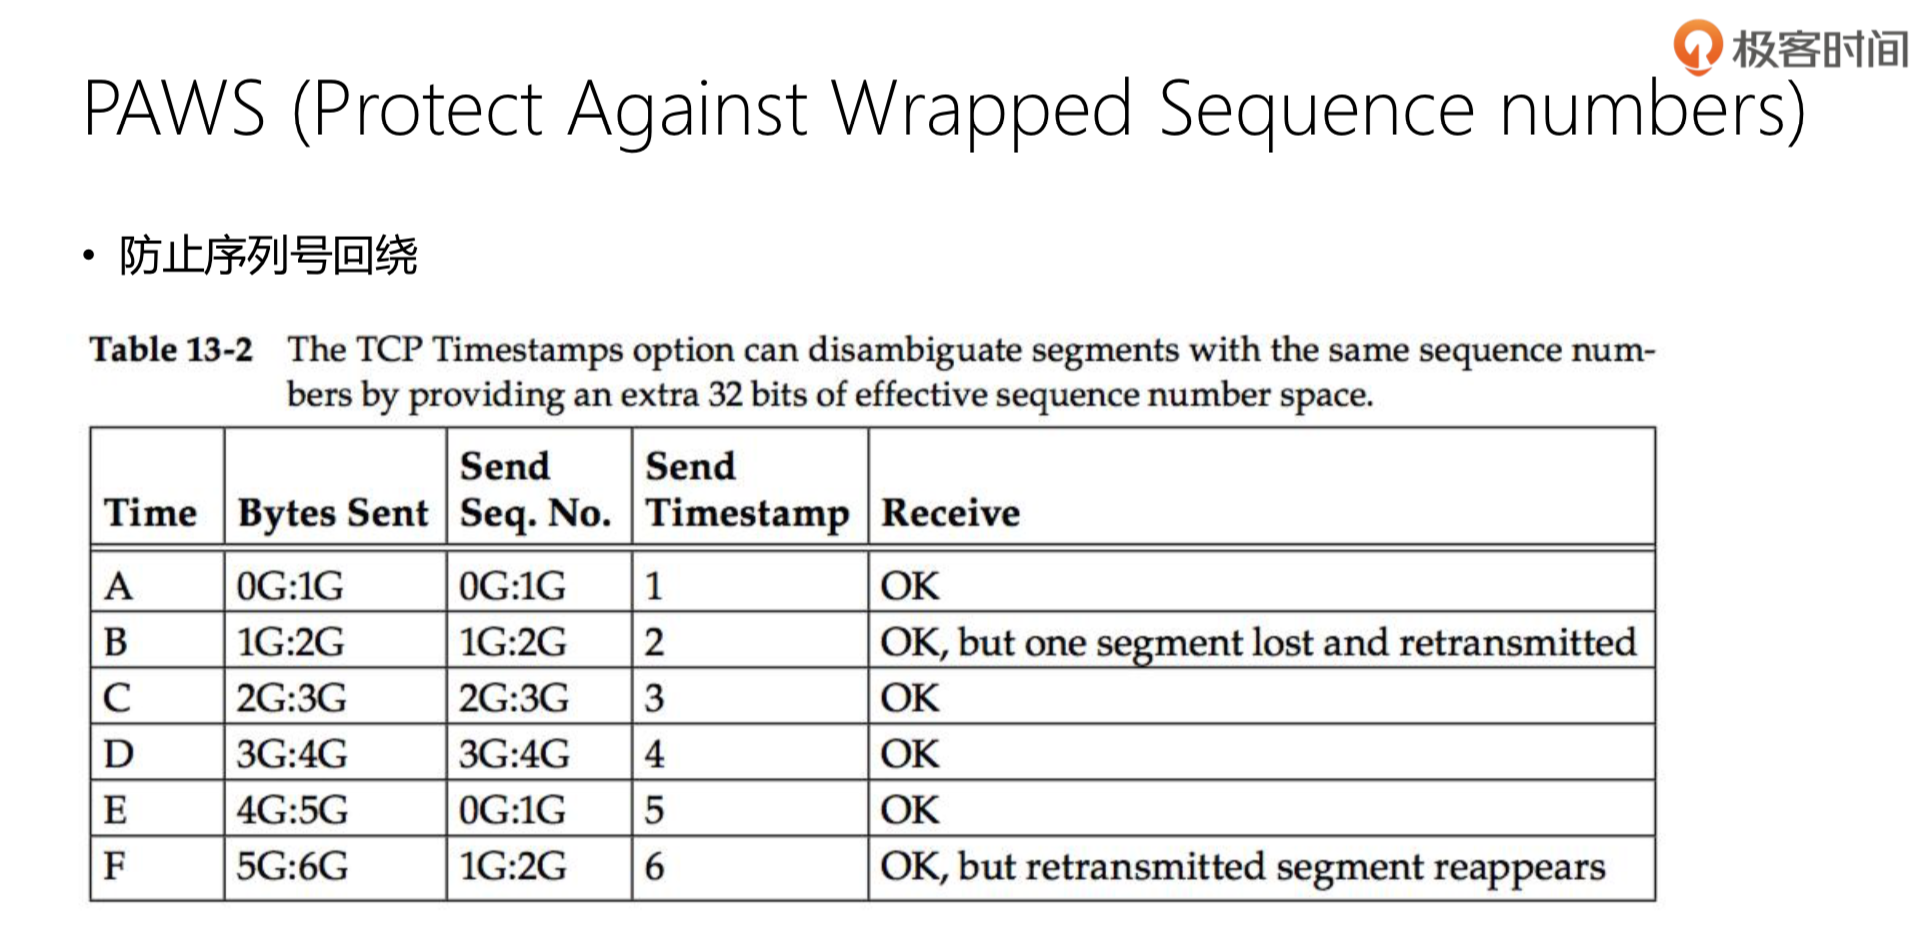 极客时间
PAWS (Protect Against Wrapped Sequence numbers)
• 防止序列号回绕
Table 13-2 The TCP Timestamps option can disambiguate segments with the same sequence num-
bers by providing an extra 32 bits of effective sequence number space.
Time Bytes Sent Send Seq. No. Send Timestamp Receive
A 0G:1G 0G:1G 1 OK
B 1G:2G 1G:2G 2 OK, but one segment lost and retransmitted
C 2G:3G 2G:3G 3 OK
D 3G:4G 3G:4G 4 OK
E 4G:5G 0G:1G 5 OK
F 5G:6G 1G:2G 6 OK, but retransmitted segment reappears